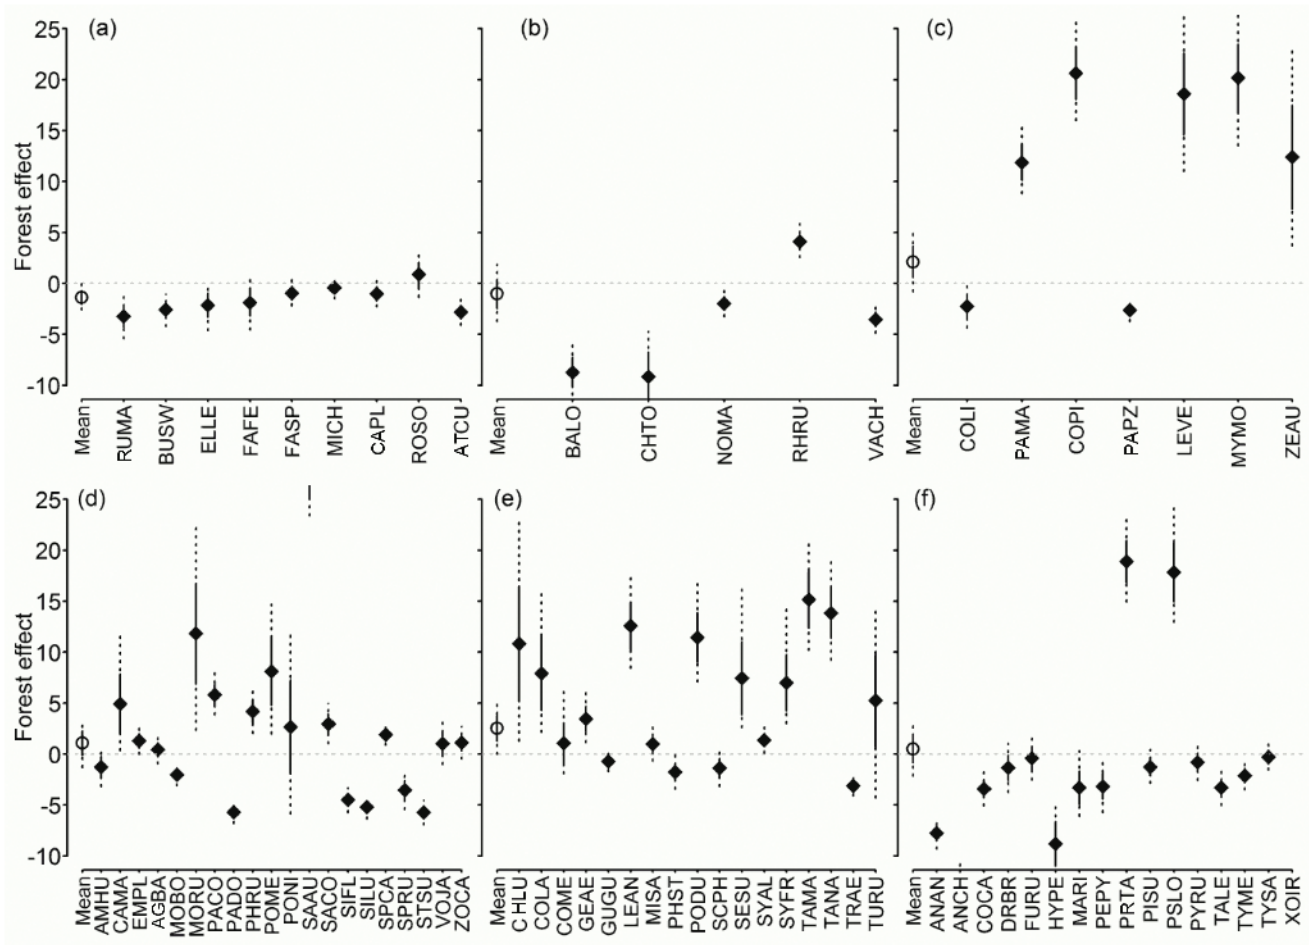 (a)
(b)
(c)
Forest effect
25
20
15
10
5
0
-5
-10
Mean RUMA BUSW ELLE FAFE FASP MICH CAPL ROSO ATCU
Mean BALO CHTO NOMA RHRU VACH
Mean COLI PAMA COPI PAPZ LEVE MYMO ZEAU
(d)
(e)
(f)
Forest effect
25
20
15
10
5
0
-5
-10
Mean AMHU CAMA EMPL AGBA MOBO MORU PACO PADO PHRU POME PONI SAAU SACO SIFL SILU SPCA SPRU STSU VOJA ZOCA
Mean CHLU COLA COME GEAE GUGU LEAN MISA PHST PODU SCPH SESU SYAL SYFR TAMA TANA TRAE TURU
Mean ANAN ANCH COCA DRBR FURU HYPE MARI PEPY PRTA PISU PSLO PYRU TALE TYME TYSA XOIR